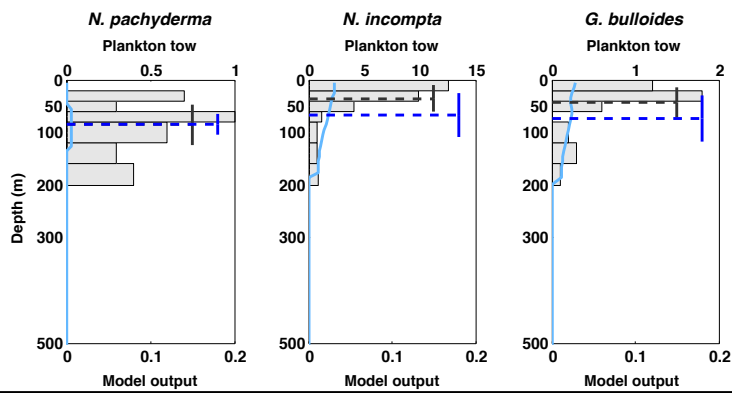 N. pachyderma N. incompta G. bulloides
Plankton tow Plankton tow Plankton tow
0 0.5 1 0 5 10 15 0 1 2
0 0 0
50 50 50
100 100 100
200 200 200
300 300 300
Depth (m)
500 500 500
0 0.1 0.2 0 0.1 0.2 0 0.1 0.2
Model output Model output Model output